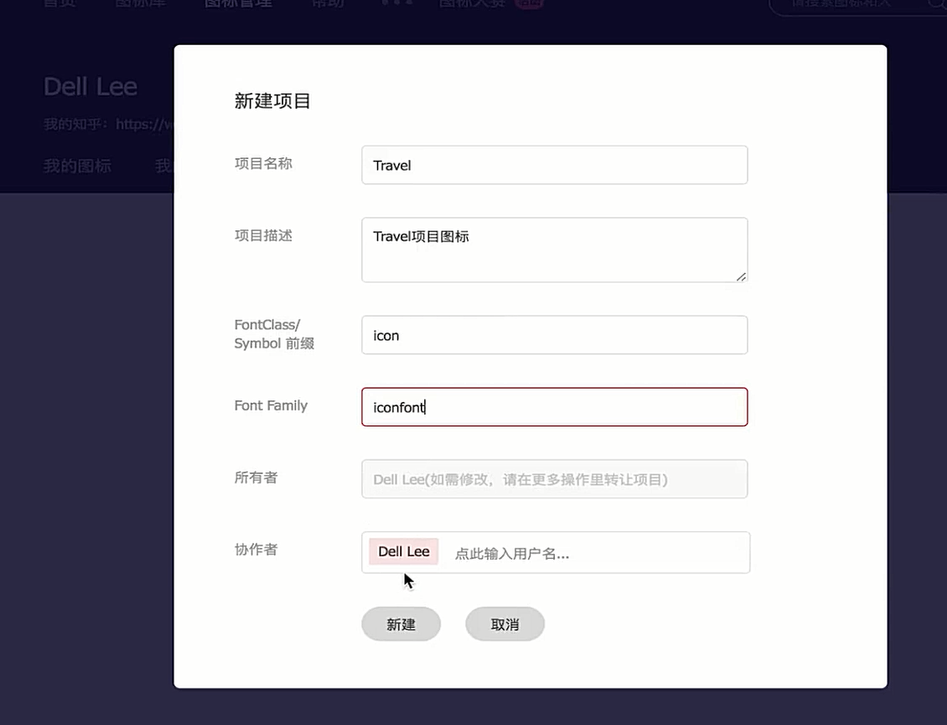 首页 图标库 图标管理 帮助 图标大赛
Dell Lee
我的知乎：https://w
我的图标 我
新建项目
项目名称
Travel
项目描述
Travel项目图标
FontClass/
Symbol 前缀
icon
Font Family
iconfont
所有者
Dell Lee(如需修改，请在更多操作里转让项目)
协作者
Dell Lee 点此输入用户名...
新建 取消